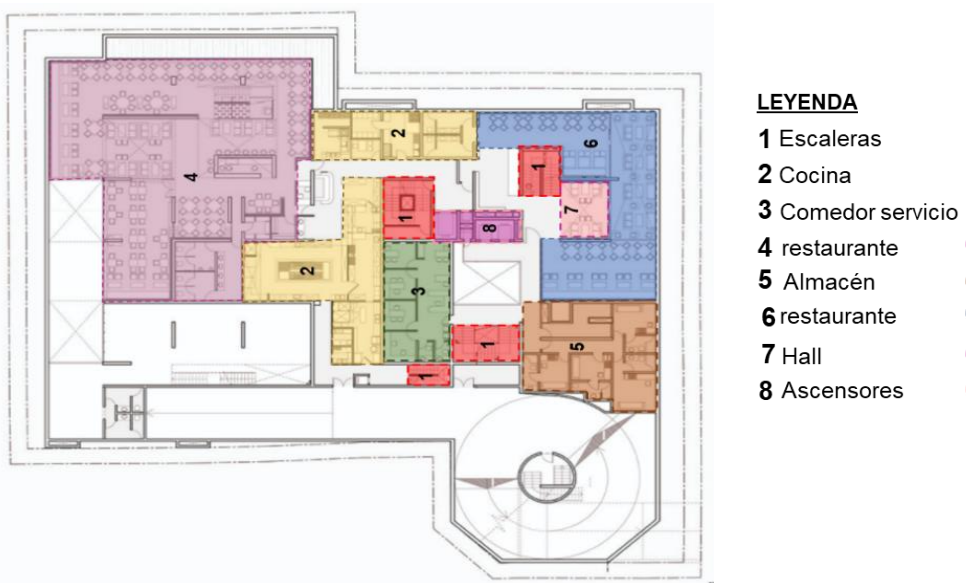 LEYENDA
1 Escaleras
2 Cocina
3 Comedor servicio
4 restaurante
5 Almacén
6 restaurante
7 Hall
8 Ascensores
4
2
6
1
7
1
8
2
3
1
5
1